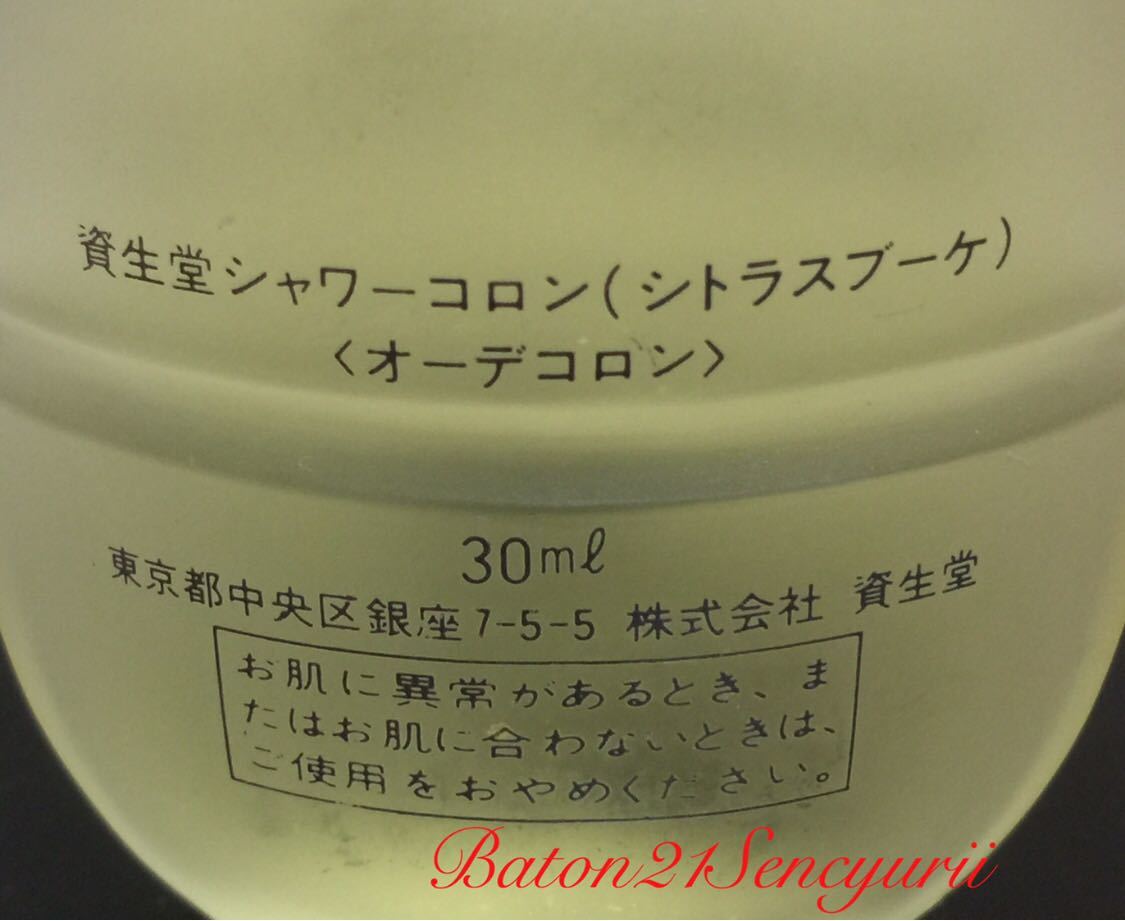 資生堂シャワーコロン(シトラスブーケ)
〈オーデコロン〉
30ml
東京都中央区銀座7-5-5 株式会社 資生堂
お肌に異常があるとき、ま
たはお肌に合わないときは、
ご使用をおやめください。
Baton21Sencyurii